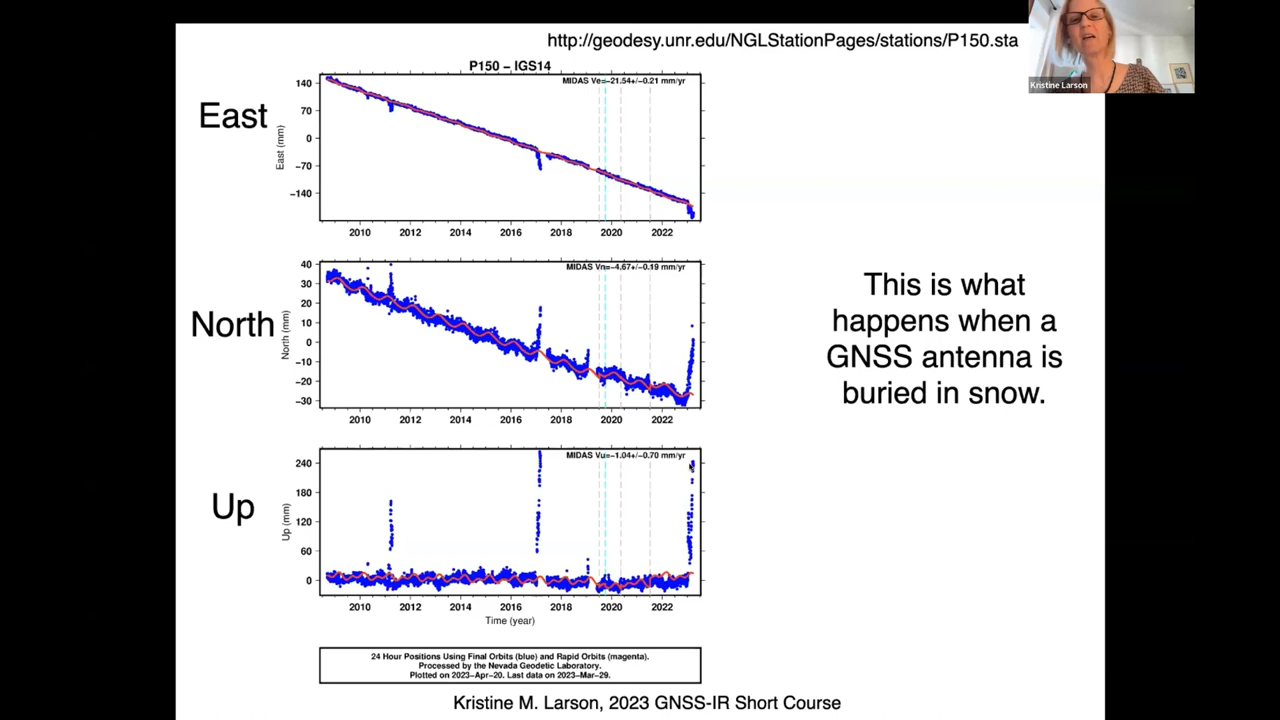 http://geodesy.unr.edu/NGLStationPages/stations/P150.sta
Kristine Larson
P150 − IGS14
MIDAS Ve=−21.54+/−0.21 mm/yr
East
East (mm)
140
70
0
−70
−140
2010 2012 2014 2016 2018 2020 2022
MIDAS Vn=−4.67+/−0.19 mm/yr
North
North (mm)
40
30
20
10
0
−10
−20
−30
2010 2012 2014 2016 2018 2020 2022
This is what
happens when a
GNSS antenna is
buried in snow.
MIDAS Vu=−1.04+/−0.70 mm/yr
Up
Up (mm)
240
180
120
60
0
2010 2012 2014 2016 2018 2020 2022
Time (year)
24 Hour Positions Using Final Orbits (blue) and Rapid Orbits (magenta).
Processed by the Nevada Geodetic Laboratory.
Plotted on 2023−Apr−20. Last data on 2023−Mar−29.
Kristine M. Larson, 2023 GNSS-IR Short Course